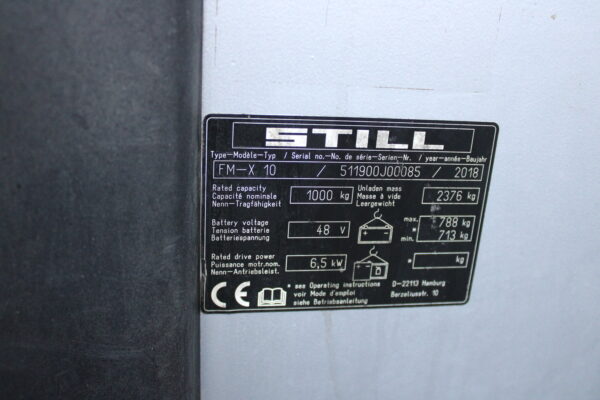 STILL
Type-Modèle-Typ / Serial no.-No. de série-Serien-Nr. / year-année-Baujahr
FM-X 10 / 511900J00085 / 2018
Rated capacity
Capacité nominale
Nenn-Tragfähigkeit
1000 kg
Unladen mass
Masse à vide
Leergewicht
2376 kg
Battery voltage
Tension batterie
Batteriespannung
48 V
max. 788 kg
*
min. 713 kg
Rated drive power
Puissance motr.nom.
Nenn-Antriebsleist.
6,5 kW
* kg
CE
* see Operating instructions
voir Mode d'emploi
siehe Betriebsanleitung
D-22113 Hamburg
Berzeliusstr. 10